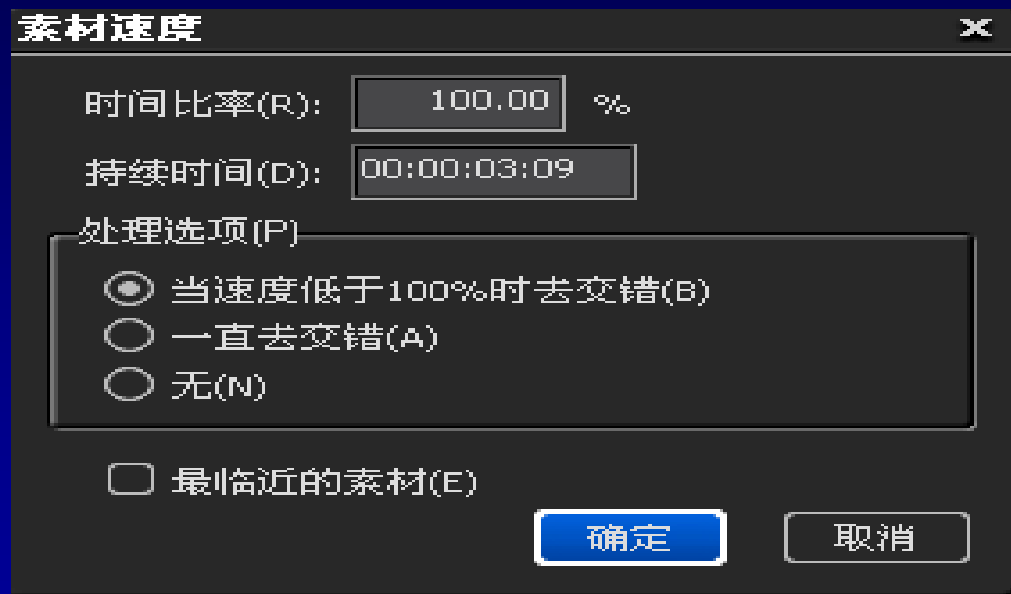 素材速度
时间比率(R): 100.00 %
持续时间(D): 00:00:03:09
处理选项(P)
当速度低于100%时去交错(B)
一直去交错(A)
无(N)
最临近的素材(E)
确定 取消